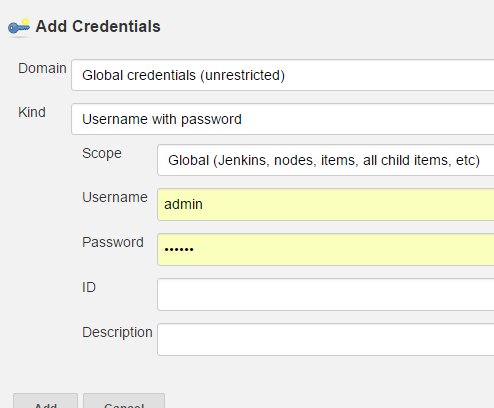 Add Credentials
Domain Global credentials (unrestricted)
Kind Username with password
Scope Global (Jenkins, nodes, items, all child items, etc)
Username admin
Password ••••••
ID
Description
Add Cancel